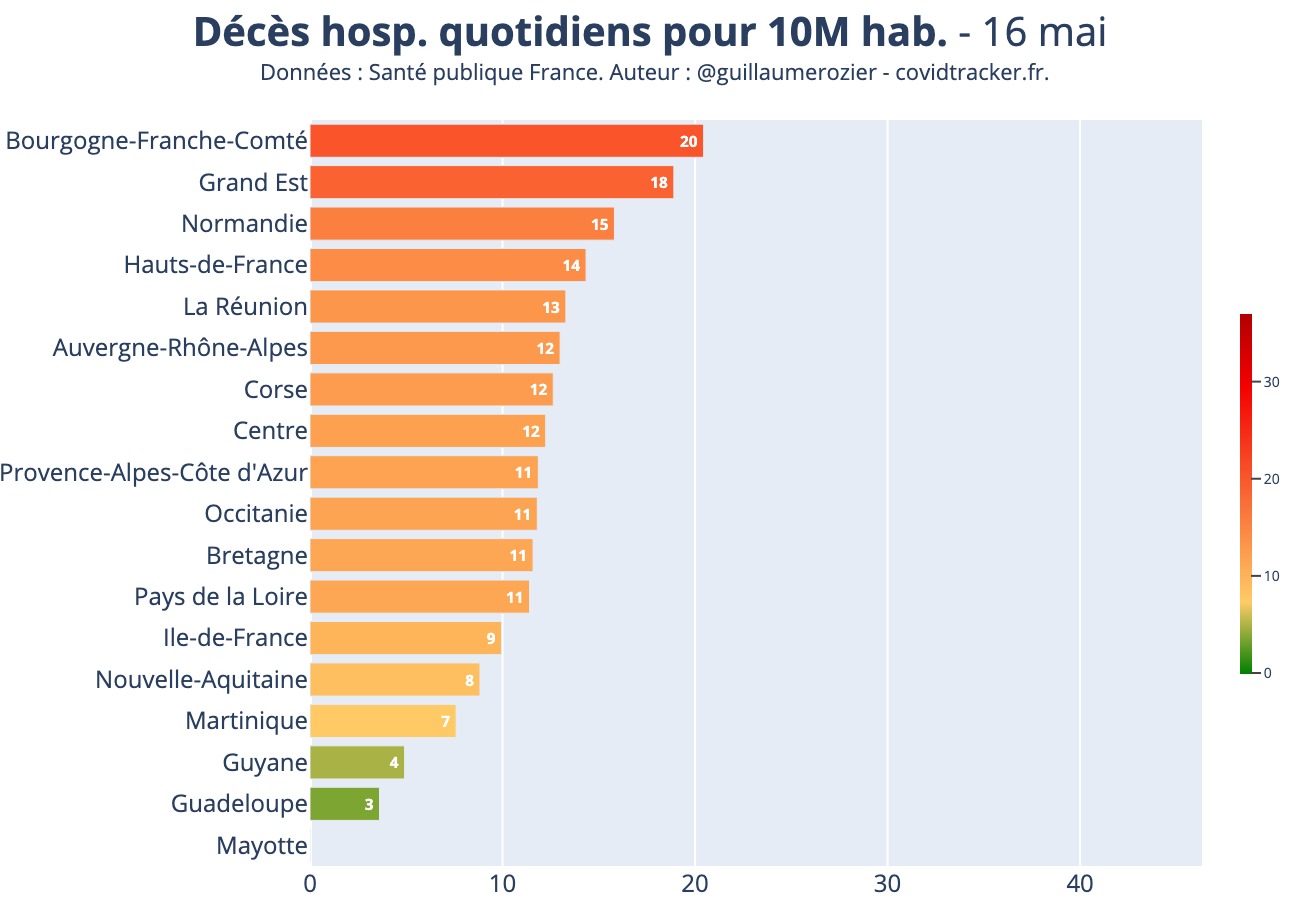 Décès hosp. quotidiens pour 10M hab. - 16 mai
Données : Santé publique France. Auteur : @guillaumerozier - covidtracker.fr.
Bourgogne-Franche-Comté 20
Grand Est 18
Normandie 15
Hauts-de-France 14
La Réunion 13
Auvergne-Rhône-Alpes 12
Corse 12
Centre 12
Provence-Alpes-Côte d'Azur 11
Occitanie 11
Bretagne 11
Pays de la Loire 11
Ile-de-France 9
Nouvelle-Aquitaine 8
Martinique 7
Guyane 4
Guadeloupe 3
Mayotte
0 10 20 30 40
30
20
10
0